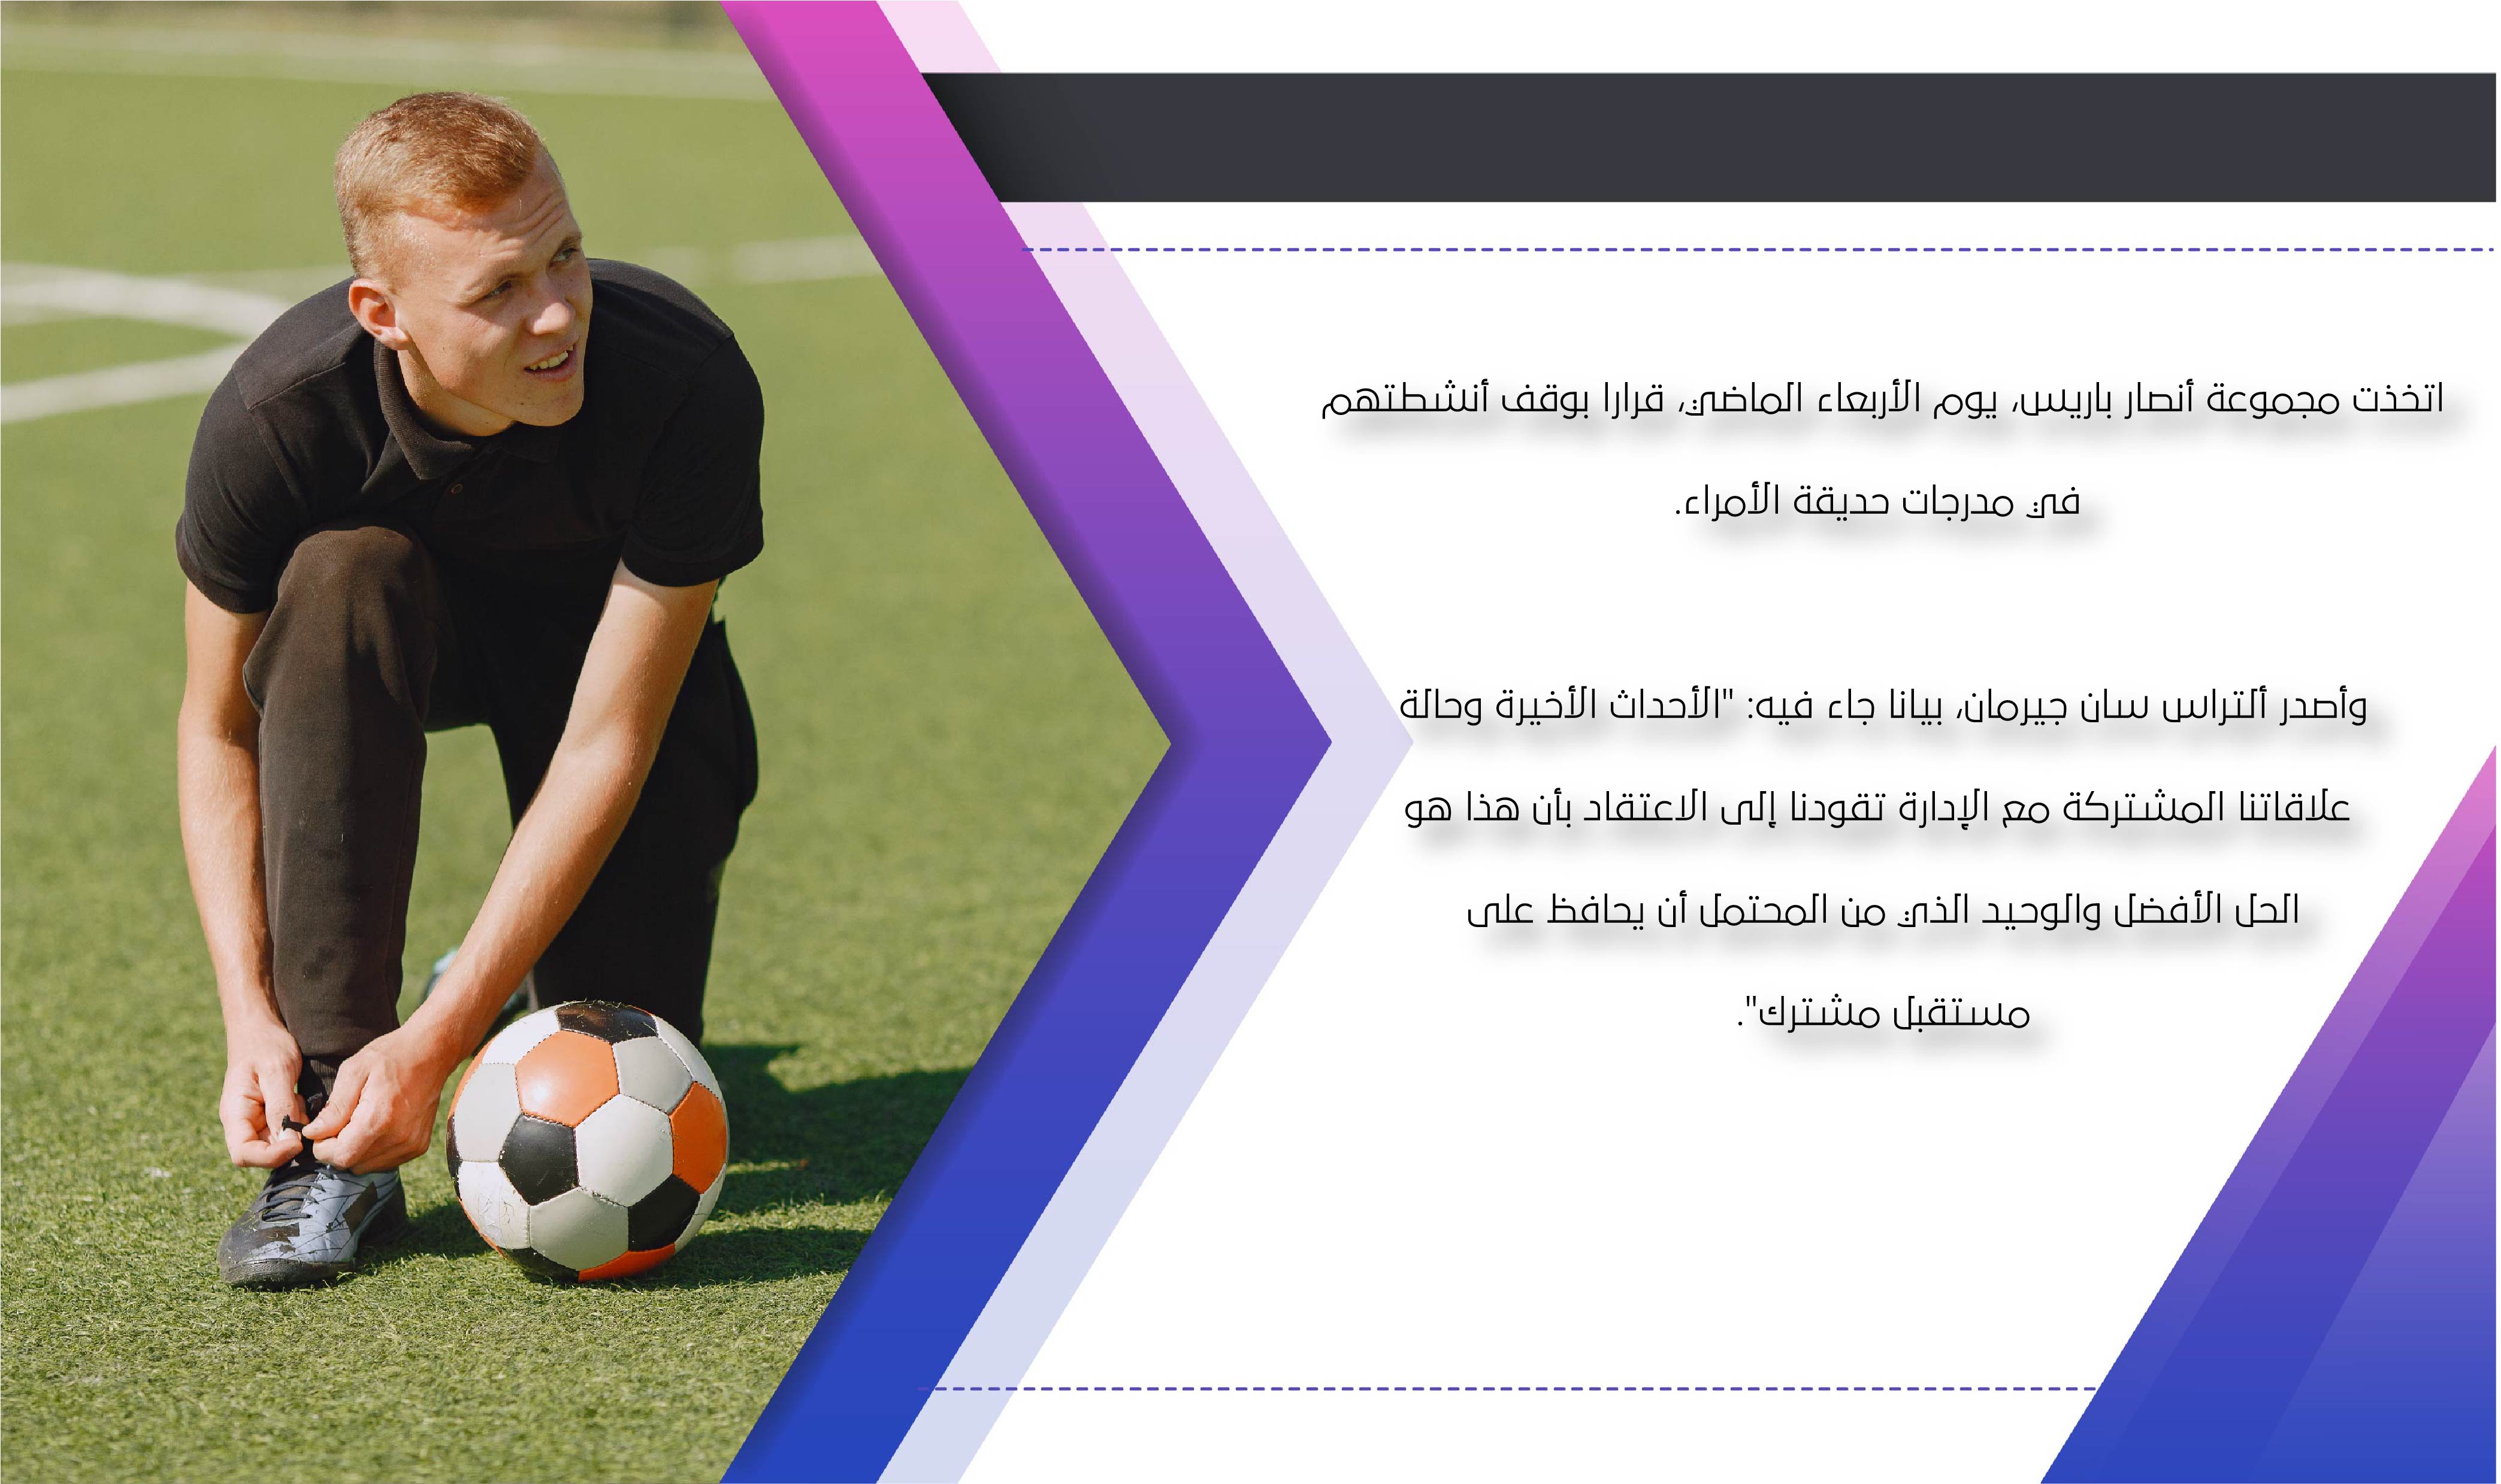 اتخذت مجموعة أنصار باريس، يوم الأربعاء الماضي، قرارا بوقف أنشطتهم
في مدرجات حديقة الأمراء.
وأصدر ألتراس سان جيرمان، بيانا جاء فيه: "الأحداث الأخيرة وحالة
علاقاتنا المشتركة مع الإدارة تقودنا إلى الاعتقاد بأن هذا هو
الحل الأفضل والوحيد الذي من المحتمل أن يحافظ على
مستقبل مشترك".